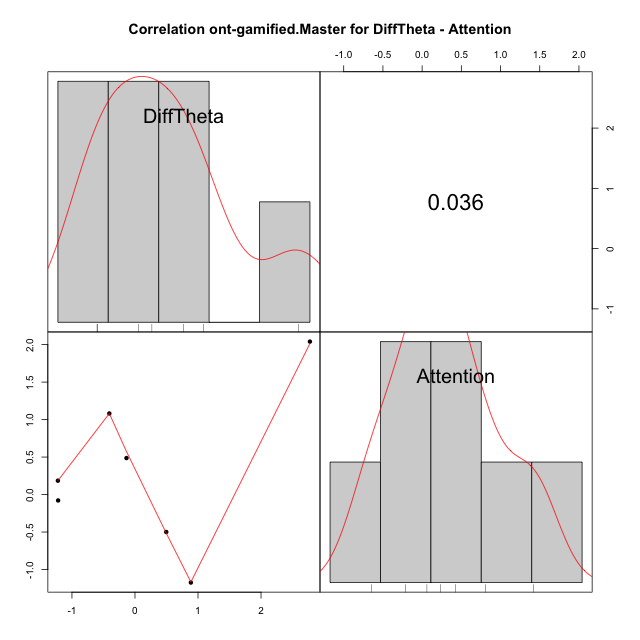 Correlation ont-gamified.Master for DiffTheta - Attention
-1.0 -0.5 0.0 0.5 1.0 1.5 2.0
DiffTheta
0.036
2
1
0
-1
2.0
1.5
1.0
0.5
0.0
-0.5
-1.0
Attention
-1 0 1 2